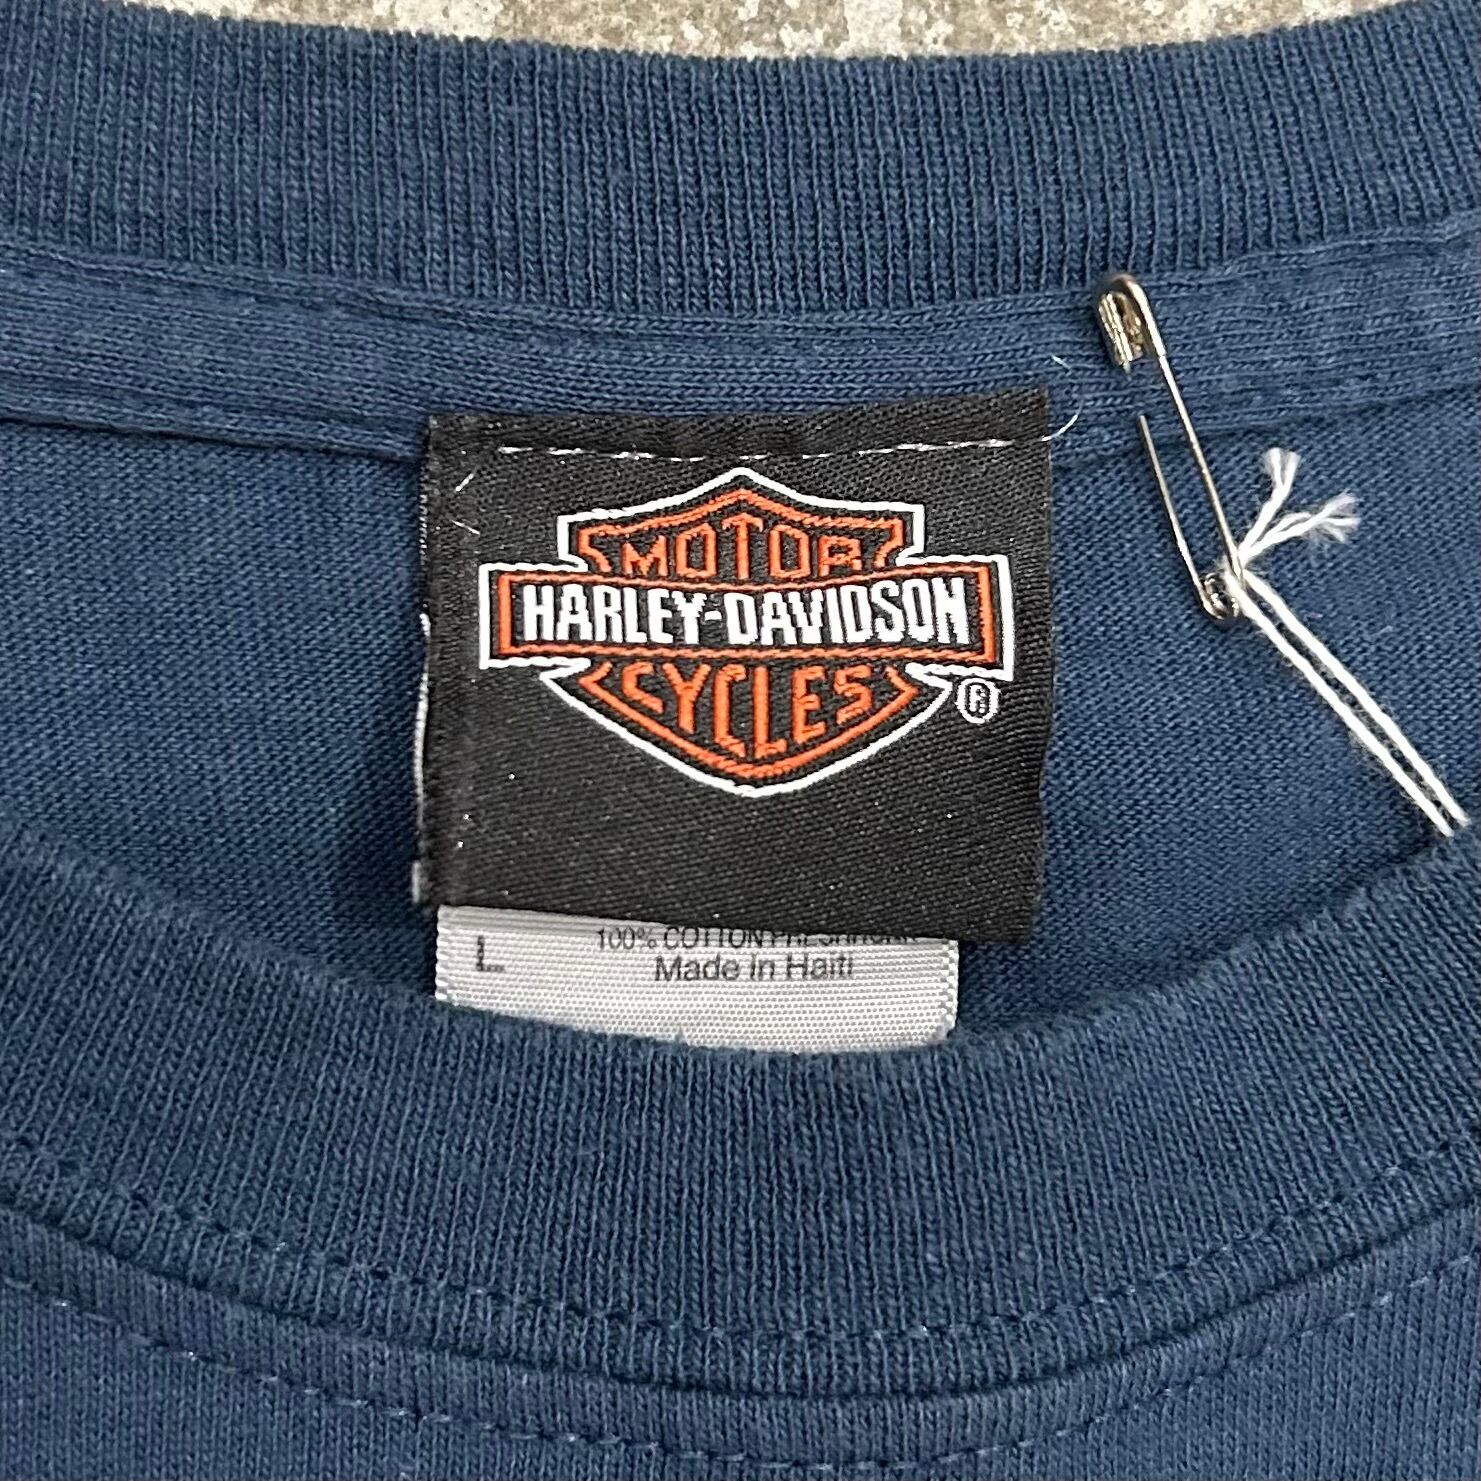 MOTOR
HARLEY-DAVIDSON
CYCLES
®
L
100% COTTON PRESHRUNK
Made in Haiti